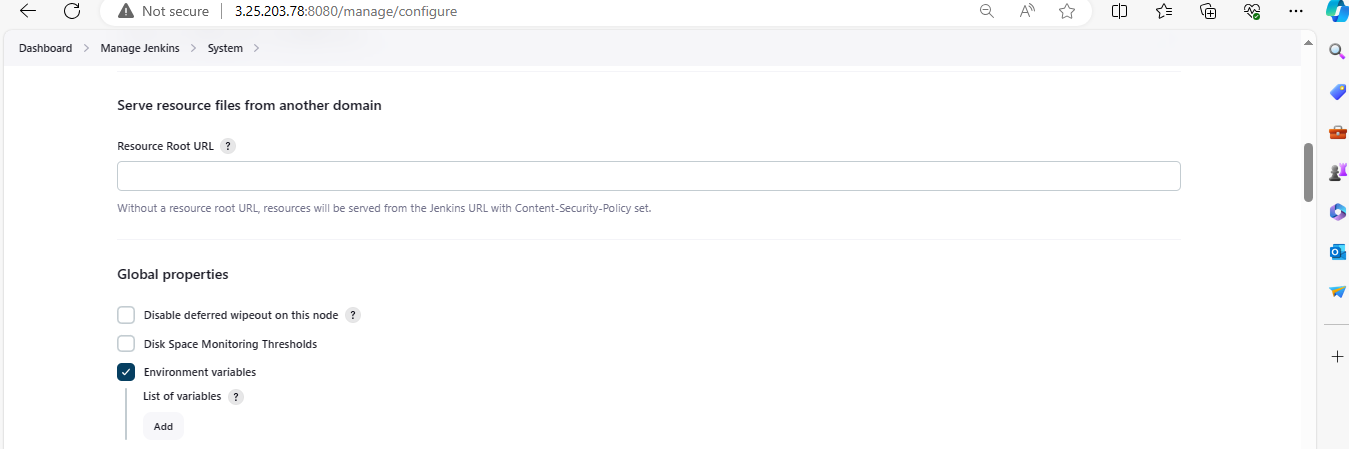 Not secure | 3.25.203.78:8080/manage/configure
Dashboard > Manage Jenkins > System >
Serve resource files from another domain
Resource Root URL ?
Without a resource root URL, resources will be served from the Jenkins URL with Content-Security-Policy set.
Global properties
Disable deferred wipeout on this node ?
Disk Space Monitoring Thresholds
Environment variables
List of variables ?
Add